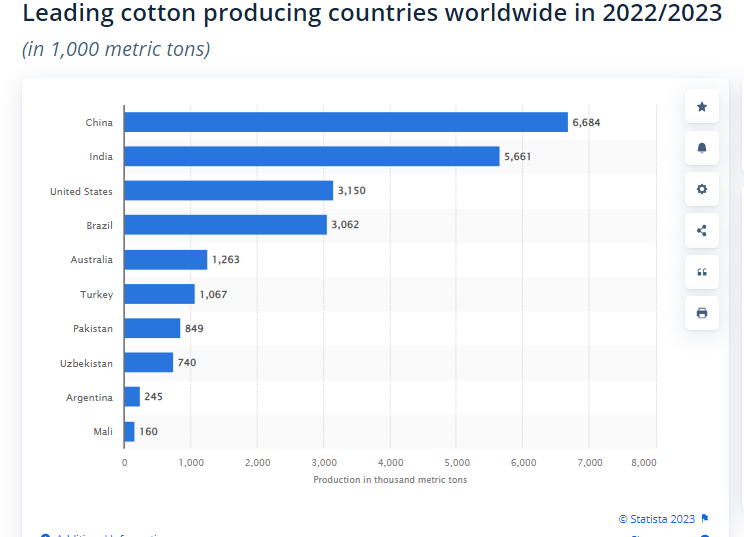 Leading cotton producing countries worldwide in 2022/2023
(in 1,000 metric tons)
China 6,684
India 5,661
United States 3,150
Brazil 3,062
Australia 1,263
Turkey 1,067
Pakistan 849
Uzbekistan 740
Argentina 245
Mali 160
0 1,000 2,000 3,000 4,000 5,000 6,000 7,000 8,000
Production in thousand metric tons
© Statista 2023